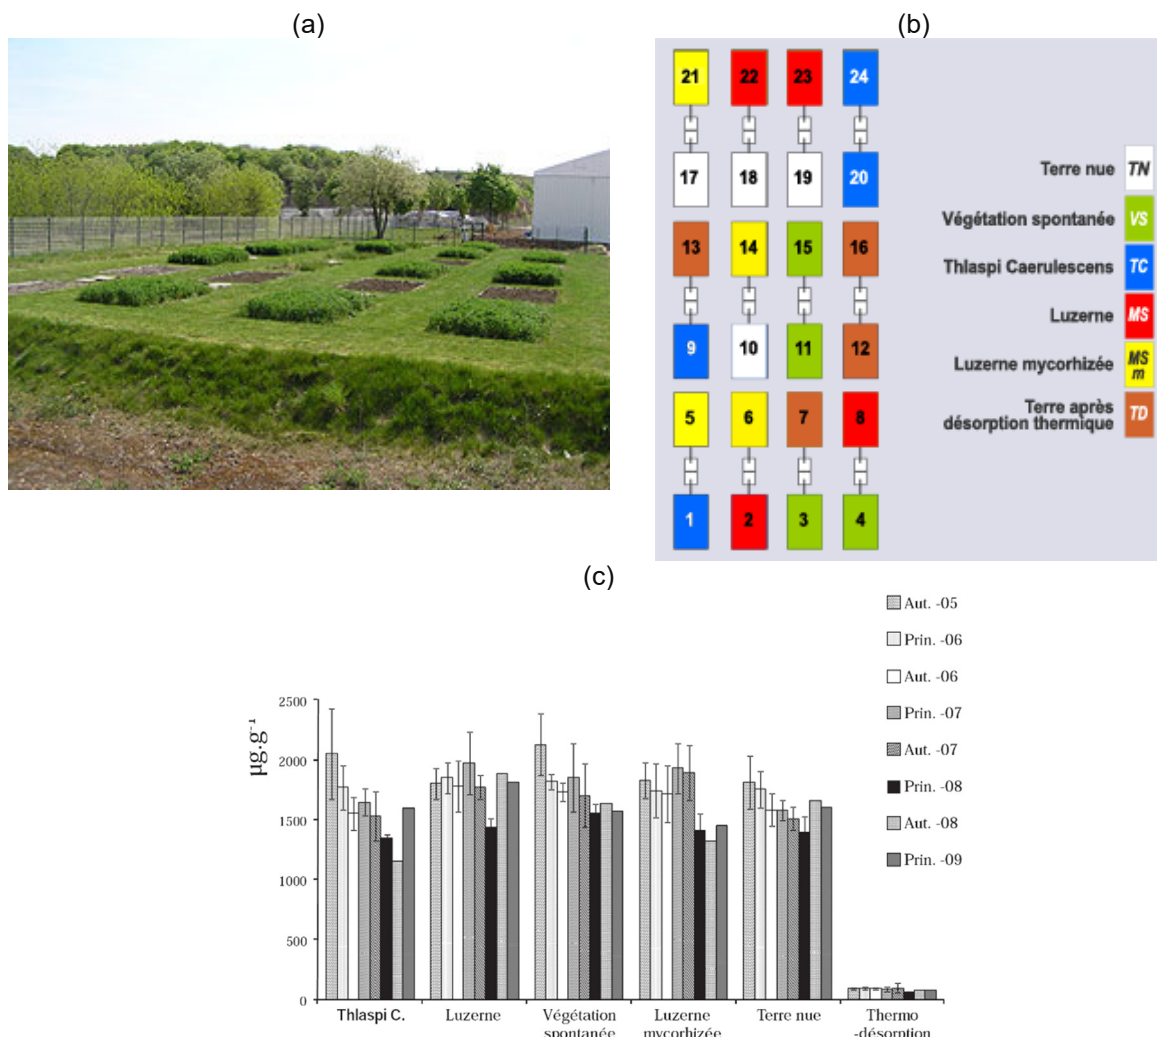 (a)
(b)
21 22 23 24
17 18 19 20
13 14 15 16
9 10 11 12
5 6 7 8
1 2 3 4
Terre nue TN
Végétation spontanée VS
Thlaspi Caerulescens TC
Luzerne MS
Luzerne mycorhizée MS m
Terre après
désorption thermique TD
(c)
Aut. -05
Prin. -06
Aut. -06
Prin. -07
Aut. -07
Prin. -08
Aut. -08
Prin. -09
µg.g⁻¹
2500
2000
1500
1000
500
0
Thlaspi C. Luzerne Végétation spontanée Luzerne mycorhizée Terre nue Thermo -désorption